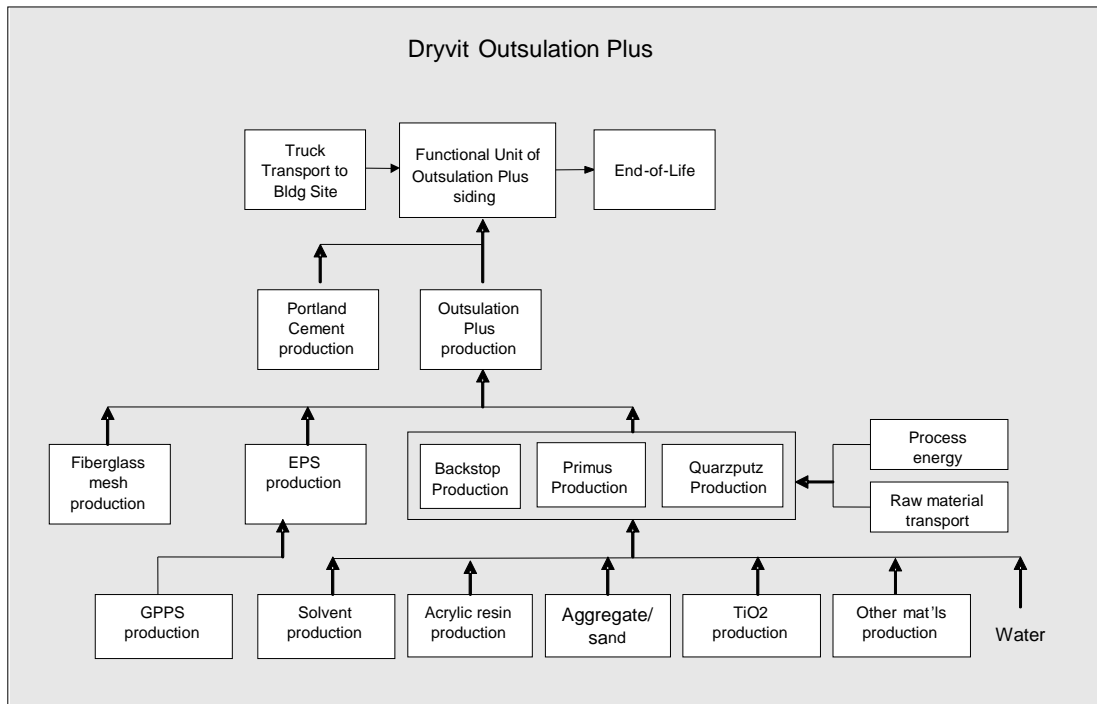 Dryvit Outsulation Plus
Truck
Transport to
Bldg Site
Functional Unit of
Outsulation Plus
siding
End-of-Life
Portland
Cement
production
Outsulation
Plus
production
Fiberglass
mesh
production
EPS
production
Backstop
Production
Primus
Production
Quarzputz
Production
Process
energy
Raw material
transport
GPPS
production
Solvent
production
Acrylic resin
production
Aggregate/
sand
TiO2
production
Other mat'ls
production
Water